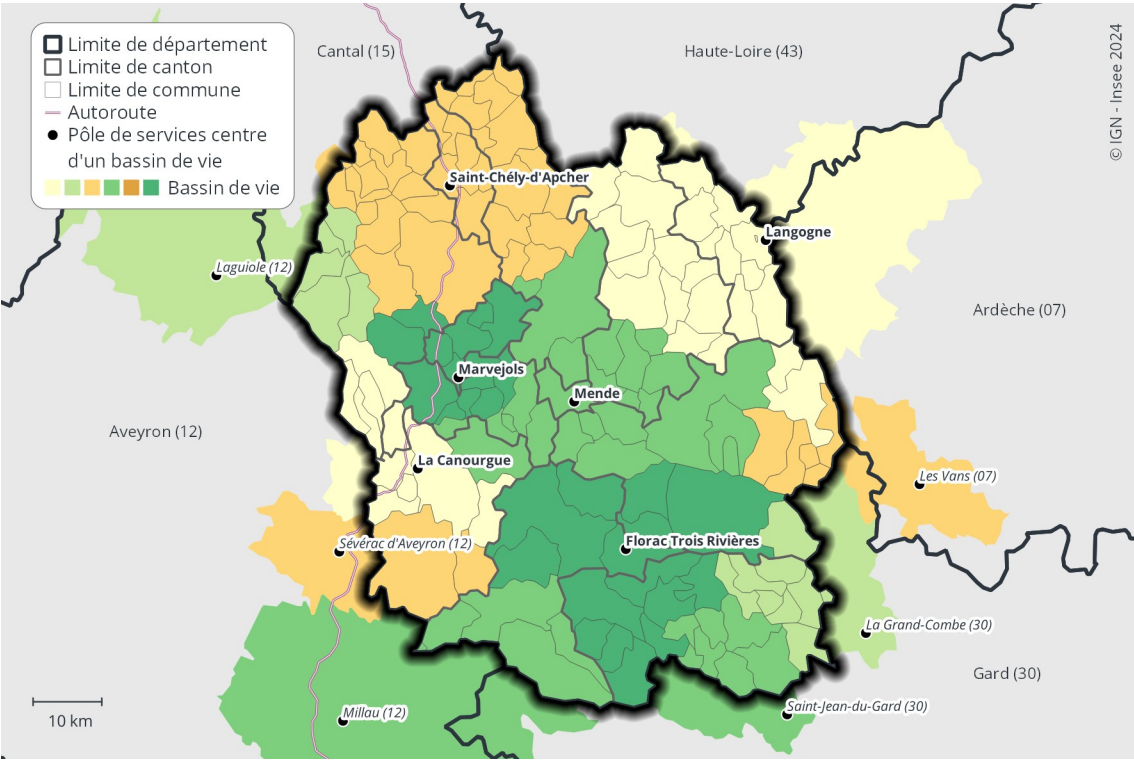 Limite de département
Limite de canton
Limite de commune
Autoroute
Pôle de services centre
d'un bassin de vie
Bassin de vie
Cantal (15)
Haute-Loire (43)
© IGN - Insee 2024
Saint-Chély-d'Apcher
Langogne
Laguiole (12)
Ardèche (07)
Marvejols
Mende
Aveyron (12)
La Canourgue
Les Vans (07)
Sévérac d'Aveyron (12)
Florac Trois Rivières
La Grand-Combe (30)
Gard (30)
Saint-Jean-du-Gard (30)
Millau (12)
10 km